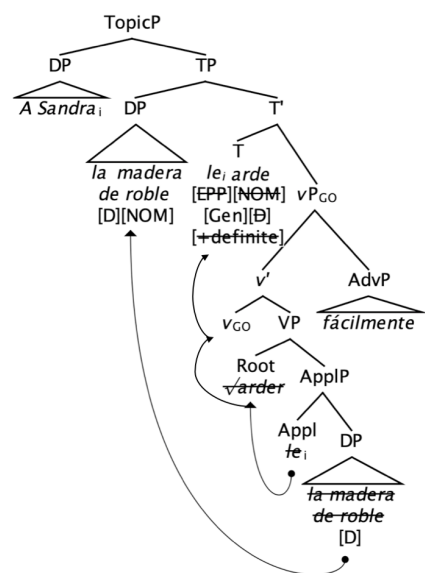 TopicP
DP TP
A Sandra i DP T'
la madera
de roble
[D][NOM]
T
le i arde
[EPP][NOM]
[Gen][D]
[+definite]
vP GO
v' AdvP
v GO VP fácilmente
Root ApplP
√arder
Appl DP
le i
la madera
de roble
[D]